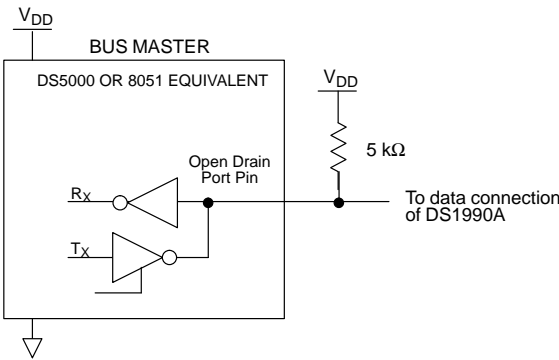 VDD
BUS MASTER
DS5000 OR 8051 EQUIVALENT
VDD
5 kΩ
Open Drain
Port Pin
RX
To data connection
of DS1990A
TX